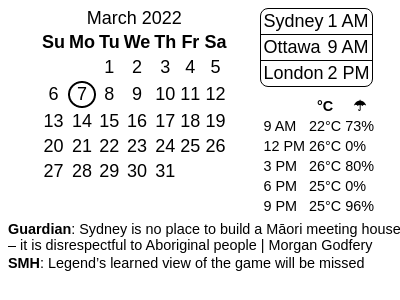 March 2022
Su Mo Tu We Th Fr Sa
1 2 3 4 5
6 7 8 9 10 11 12
13 14 15 16 17 18 19
20 21 22 23 24 25 26
27 28 29 30 31
Sydney 1 AM
Ottawa 9 AM
London 2 PM
°C ☂
9 AM 22°C 73%
12 PM 26°C 0%
3 PM 26°C 80%
6 PM 25°C 0%
9 PM 25°C 96%
Guardian: Sydney is no place to build a Māori meeting house
– it is disrespectful to Aboriginal people | Morgan Godfery
SMH: Legend's learned view of the game will be missed